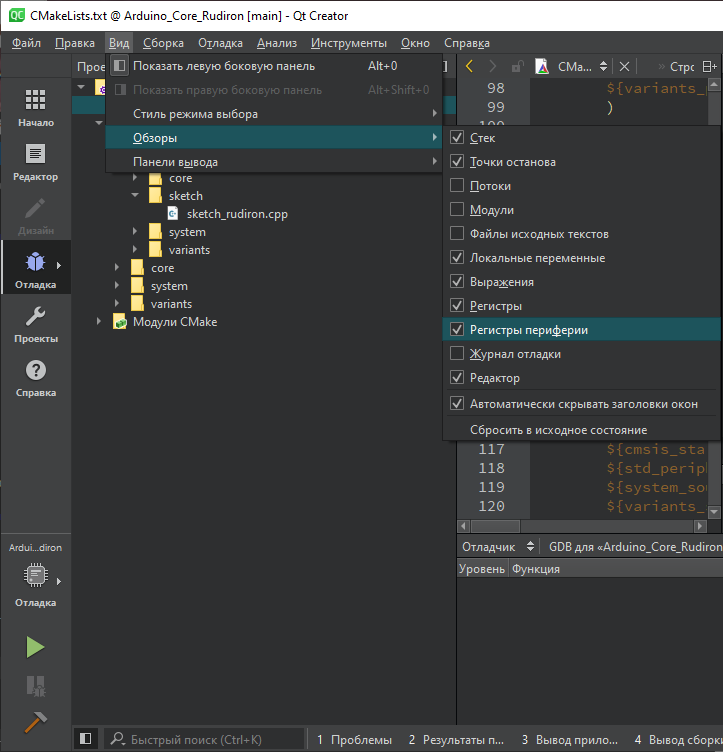 QC CMakeLists.txt @ Arduino_Core_Rudiron [main] - Qt Creator
Файл Правка Вид Сборка Отладка Анализ Инструменты Окно Справка
Начало
Редактор
Дизайн
Отладка
Проекты
Справка
Показать левую боковую панель Alt+0
Показать правую боковую панель Alt+Shift+0
Стиль режима выбора
Обзоры
Панели вывода
Стек
Точки останова
Потоки
Модули
Файлы исходных текстов
Локальные переменные
Выражения
Регистры
Регистры периферии
Журнал отладки
Редактор
Автоматически скрывать заголовки окон
Сбросить в исходное состояние
Прое
core
sketch
sketch_rudiron.cpp
system
variants
core
system
variants
Модули CMake
CMa... » Стро
98 ${variants_
99 )
117 ${cmsis_sta
118 ${std_periph
119 ${system_sou
120 ${variants_
Отладчик GDB для «Arduino_Core_Rudiron
Уровень Функция
Ardui...diron
Отладка
Быстрый поиск (Ctrl+K) 1 Проблемы 2 Результаты п... 3 Вывод прило... 4 Вывод сборки